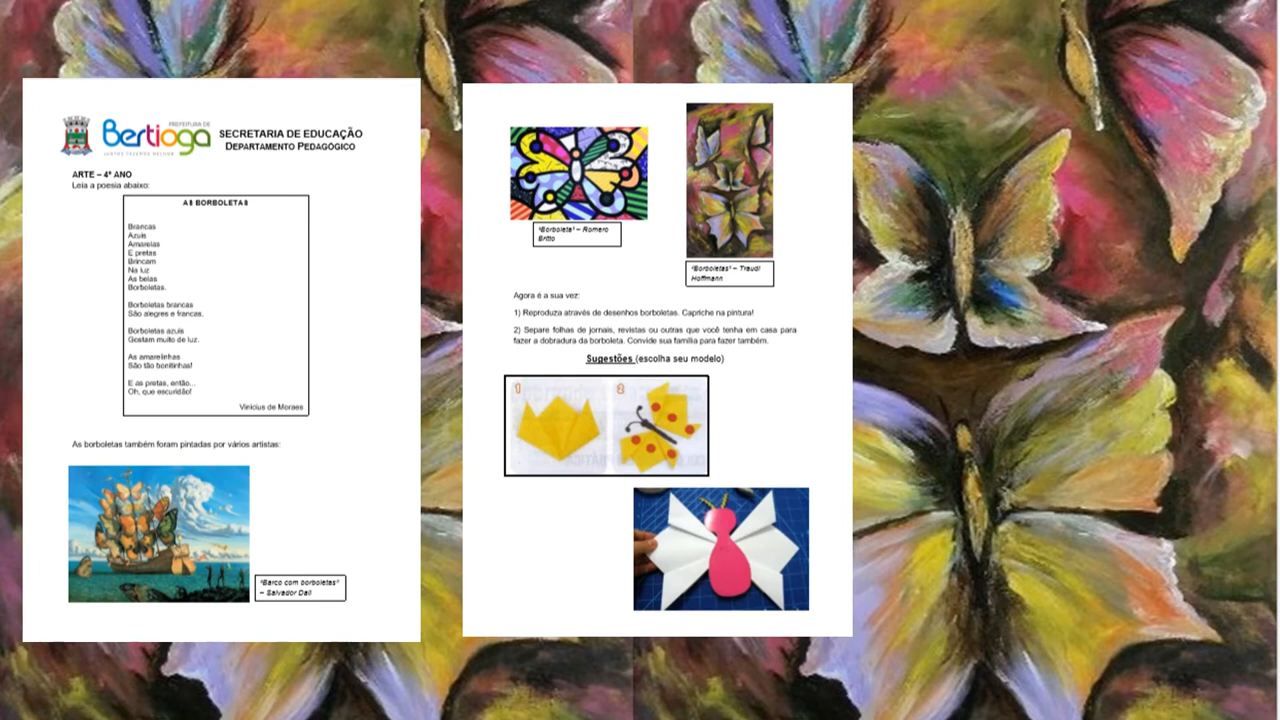 PREFEITURA DE
Bertioga
SECRETARIA DE EDUCAÇÃO
DEPARTAMENTO PEDAGÓGICO
ARTE – 4º ANO
Leia a poesia abaixo:
AS BORBOLETAS
Brancas
Azuis
Amarelas
E pretas
Brincam
Na luz
As belas
Borboletas.
Borboletas brancas
São alegres e francas.
Borboletas azuis
Gostam muito de luz.
As amarelinhas
São tão bonitinhas!
E as pretas, então...
Oh, que escuridão!
Vinícius de Moraes
As borboletas também foram pintadas por vários artistas:
"Barco com borboletas"
– Salvador Dali
"Borboleta" – Romero
Britto
"Borboletas" – Traudi
Hoffmann
Agora é a sua vez:
1) Reproduza através de desenhos borboletas. Capriche na pintura!
2) Separe folhas de jornais, revistas ou outras que você tenha em casa para
fazer a dobradura da borboleta. Convide sua família para fazer também.
Sugestões (escolha seu modelo)
1
2